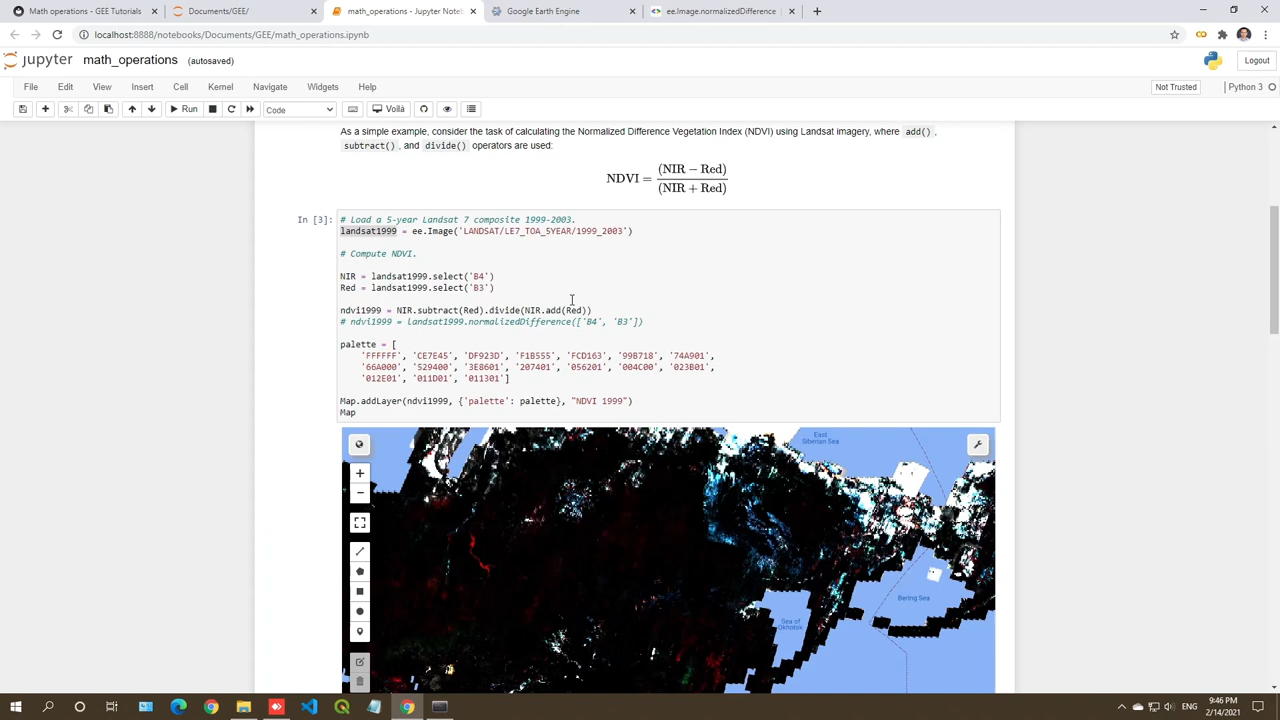 Math operations - GEE Tutorials
Documents/GEE/
math_operations - Jupyter Noteb
Google Earth Engine
ee.Image.normalizedDifference
localhost:8888/notebooks/Documents/GEE/math_operations.ipynb
jupyter math_operations (autosaved)
Logout
File Edit View Insert Cell Kernel Navigate Widgets Help
Not Trusted
Python 3
Run
Code
Voilà
As a simple example, consider the task of calculating the Normalized Difference Vegetation Index (NDVI) using Landsat imagery, where add() ,
subtract() , and divide() operators are used:
NDVI = (NIR − Red)
(NIR + Red)
In [3]:
# Load a 5-year Landsat 7 composite 1999-2003.
landsat1999 = ee.Image('LANDSAT/LE7_TOA_5YEAR/1999_2003')
# Compute NDVI.
NIR = landsat1999.select('B4')
Red = landsat1999.select('B3')
ndvi1999 = NIR.subtract(Red).divide(NIR.add(Red))
# ndvi1999 = landsat1999.normalizedDifference(['B4', 'B3'])
palette = [
'FFFFFF', 'CE7E45', 'DF923D', 'F1B555', 'FCD163', '99B718', '74A901',
'66A000', '529400', '3E8601', '207401', '056201', '004C00', '023B01',
'012E01', '011D01', '011301']
Map.addLayer(ndvi1999, {'palette': palette}, "NDVI 1999")
Map
East
Siberian Sea
Bering Sea
Sea of
Okhotsk
ENG
9:46 PM
2/14/2021